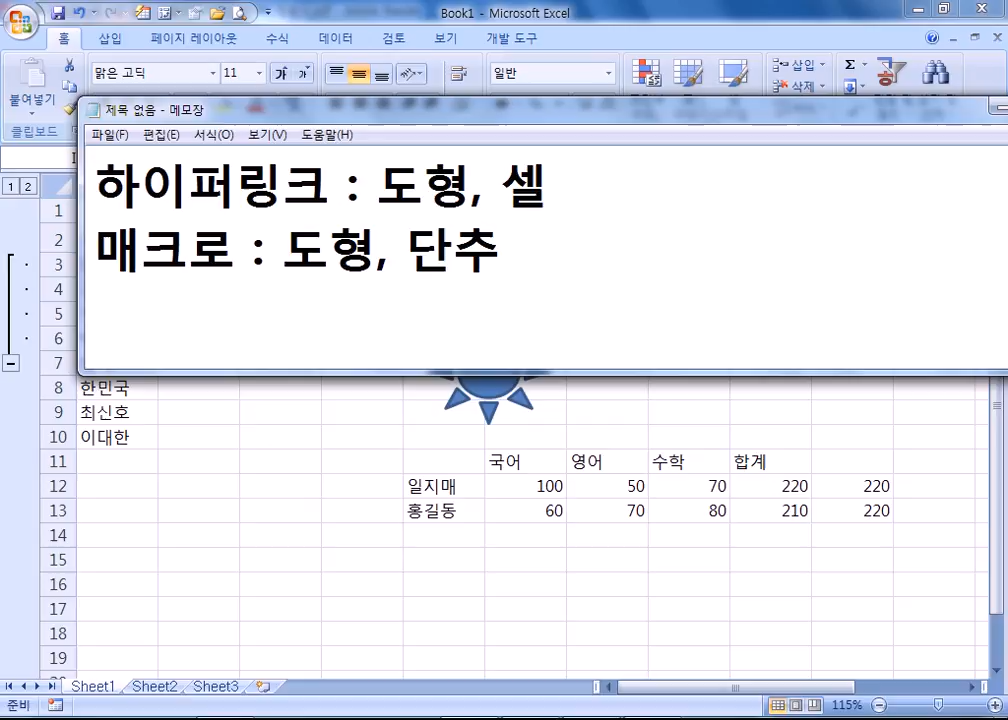 Book1 - Microsoft Excel
홈 삽입 페이지 레이아웃 수식 데이터 검토 보기 개발 도구
맑은 고딕 11 가 가 일반 삽입 Σ
붙여넣기 삭제
클립보드
제목 없음 - 메모장
파일(F) 편집(E) 서식(O) 보기(V) 도움말(H)
하이퍼링크 : 도형, 셀
매크로 : 도형, 단추
1 2
1
2
3
4
5
6
7
8 한민국
9 최신호
10 이대한
11 국어 영어 수학 합계
12 일지매 100 50 70 220 220
13 홍길동 60 70 80 210 220
14
15
16
17
18
19
Sheet1 Sheet2 Sheet3
준비 115%